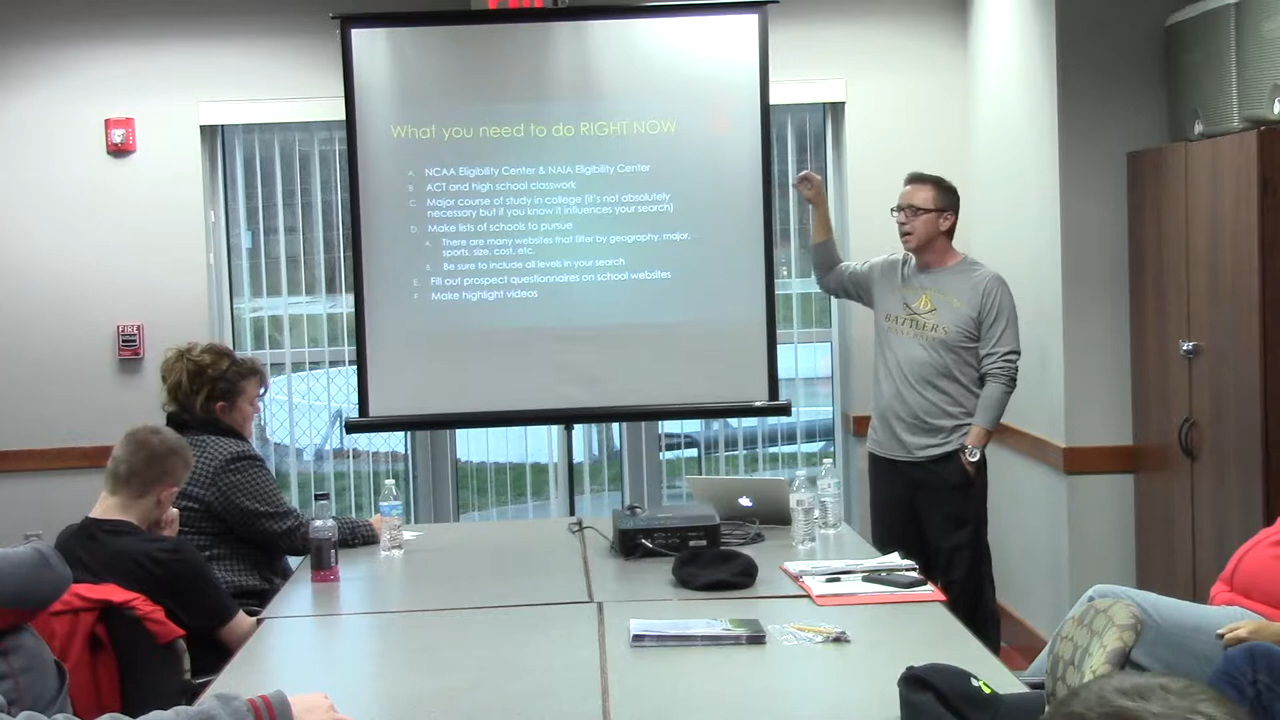 What you need to do RIGHT NOW
A. NCAA Eligibility Center & NAIA Eligibility Center
B. ACT and high school classwork
C. Major course of study in college (it's not absolutely
necessary but if you know it influences your search)
D. Make lists of schools to pursue
A. There are many websites that filter by geography, major,
sports, size, cost, etc.
B. Be sure to include all levels in your search
E. Fill out prospect questionnaires on school websites
F. Make highlight videos
FIRE
AB
BATTLERS
BASEBALL